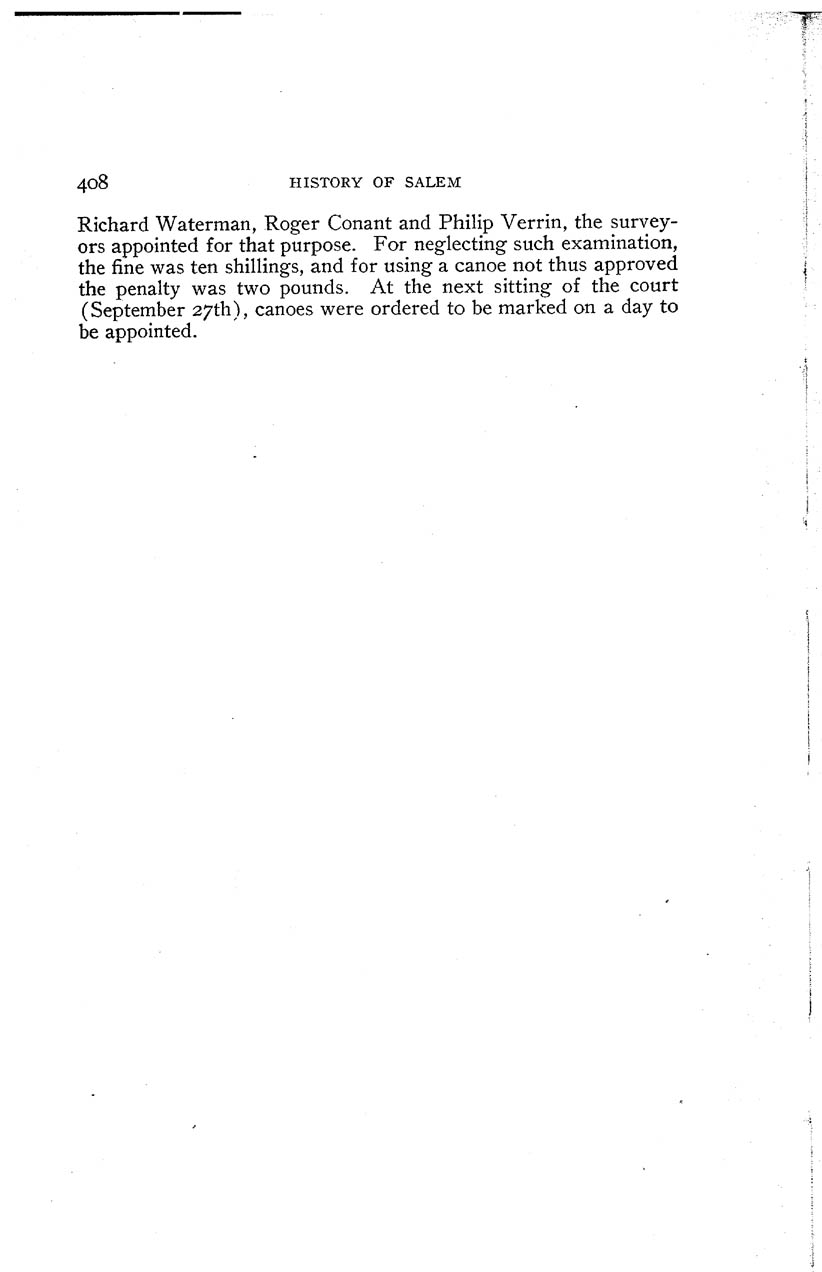 408 HISTORY OF SALEM
Richard Waterman, Roger Conant and Philip Verrin, the survey-
ors appointed for that purpose. For neglecting such examination,
the fine was ten shillings, and for using a canoe not thus approved
the penalty was two pounds. At the next sitting of the court
(September 27th), canoes were ordered to be marked on a day to
be appointed.